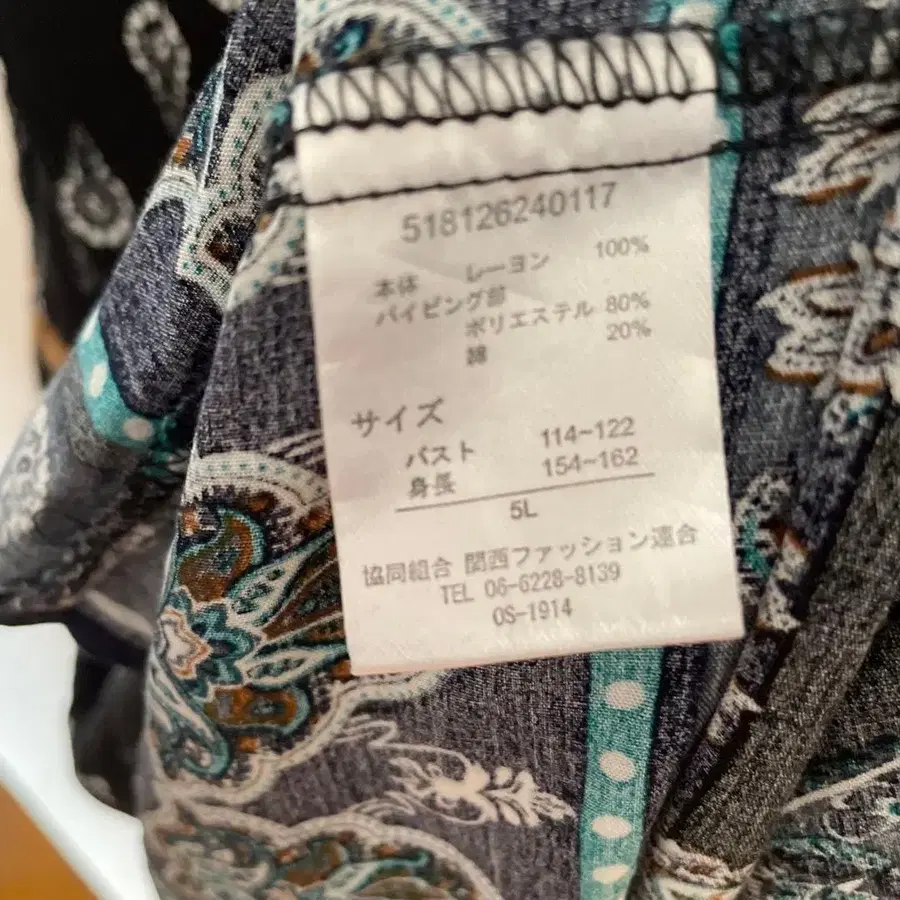 518126240117
本体 レーヨン 100%
パイピング部
ポリエステル 80%
綿 20%
サイズ
バスト 114~122
身長 154~162
5L
協同組合 関西ファッション連合
TEL 06-6228-8139
OS-1914